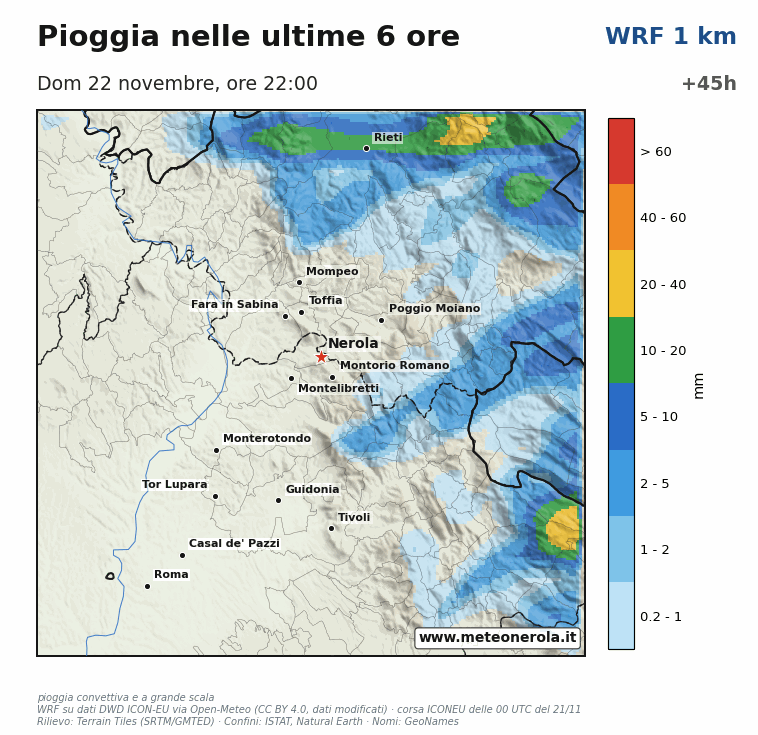 Pioggia nelle ultime 6 ore
WRF 1 km
Dom 22 novembre, ore 22:00
+45h
Rieti
Mompeo
Fara in Sabina
Toffia
Poggio Moiano
Nerola
Montorio Romano
Montelibretti
Monterotondo
Tor Lupara
Guidonia
Tivoli
Casal de' Pazzi
Roma
www.meteonerola.it
> 60
40 - 60
20 - 40
10 - 20
5 - 10
2 - 5
1 - 2
0.2 - 1
mm
pioggia convettiva e a grande scala
WRF su dati DWD ICON-EU via Open-Meteo (CC BY 4.0, dati modificati) · corsa ICONEU delle 00 UTC del 21/11
Rilievo: Terrain Tiles (SRTM/GMTED) · Confini: ISTAT, Natural Earth · Nomi: GeoNames